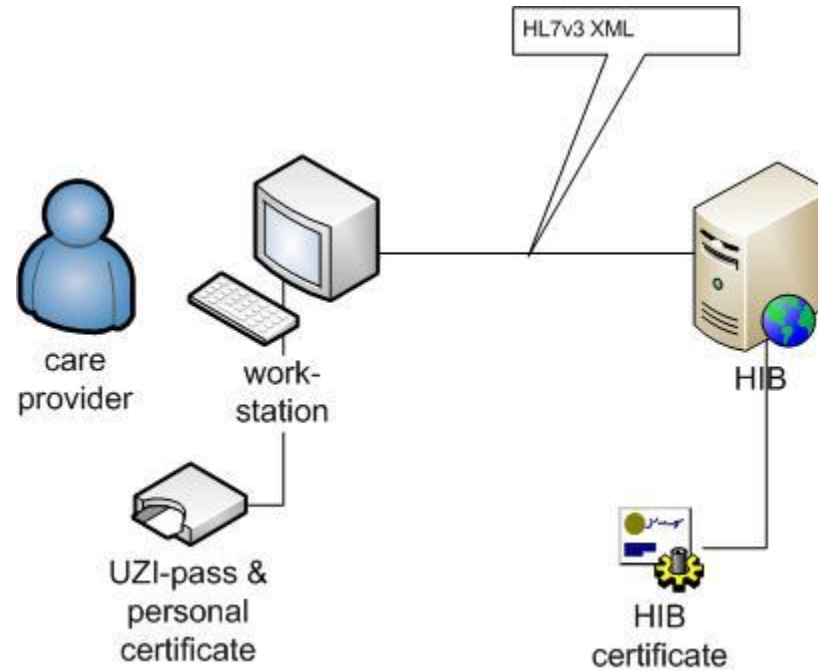 HL7v3 XML
care
provider
work-
station
HIB
UZI-pass &
personal
certificate
HIB
certificate